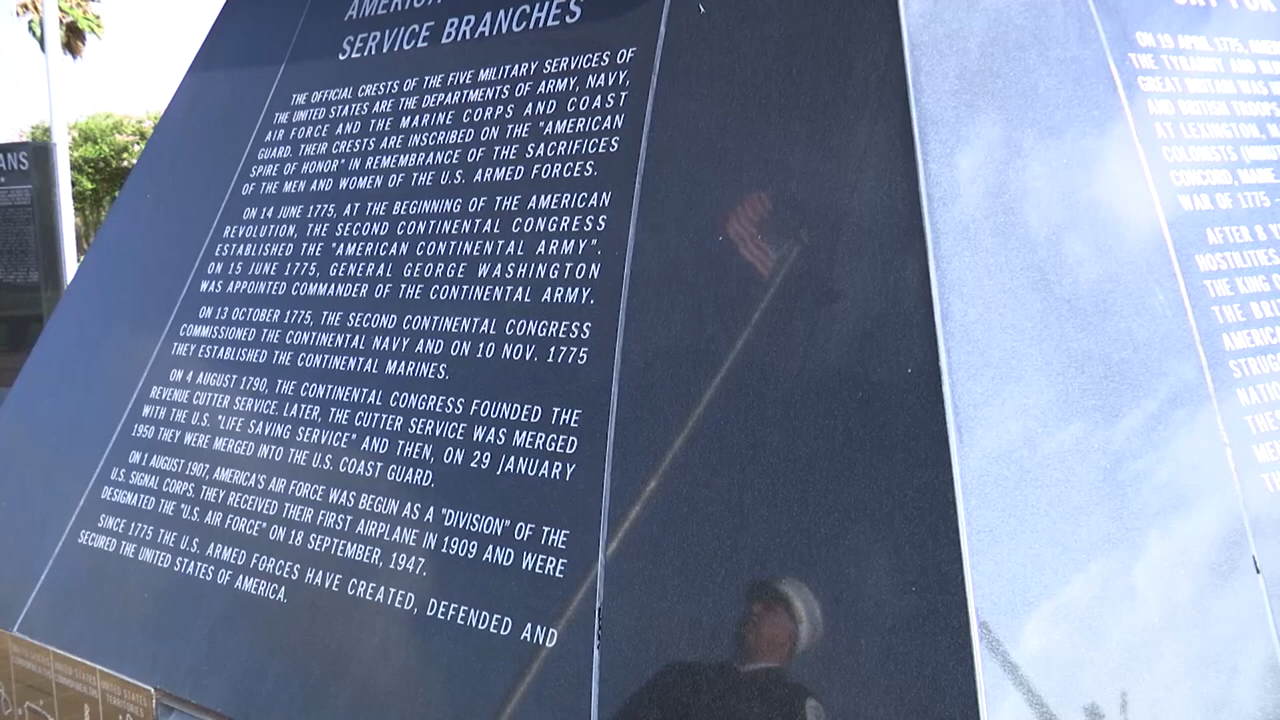 SERVICE BRANCHES
THE OFFICIAL CRESTS OF THE FIVE MILITARY SERVICES OF
THE UNITED STATES ARE THE DEPARTMENTS OF ARMY, NAVY,
AIR FORCE AND THE MARINE CORPS AND COAST
GUARD. THEIR CRESTS ARE INSCRIBED ON THE "AMERICAN
SPIRE OF HONOR" IN REMEMBRANCE OF THE SACRIFICES
OF THE MEN AND WOMEN OF THE U.S. ARMED FORCES.
ON 14 JUNE 1775, AT THE BEGINNING OF THE AMERICAN
REVOLUTION, THE SECOND CONTINENTAL CONGRESS
ESTABLISHED THE "AMERICAN CONTINENTAL ARMY".
ON 15 JUNE 1775, GENERAL GEORGE WASHINGTON
WAS APPOINTED COMMANDER OF THE CONTINENTAL ARMY.
ON 13 OCTOBER 1775, THE SECOND CONTINENTAL CONGRESS
COMMISSIONED THE CONTINENTAL NAVY AND ON 10 NOV. 1775
THEY ESTABLISHED THE CONTINENTAL MARINES.
ON 4 AUGUST 1790, THE CONTINENTAL CONGRESS FOUNDED THE
REVENUE CUTTER SERVICE. LATER, THE CUTTER SERVICE WAS MERGED
WITH THE U.S. "LIFE SAVING SERVICE" AND THEN, ON 29 JANUARY
1950 THEY WERE MERGED INTO THE U.S. COAST GUARD.
ON 1 AUGUST 1907, AMERICA'S AIR FORCE WAS BEGUN AS A "DIVISION" OF THE
U.S. SIGNAL CORPS. THEY RECEIVED THEIR FIRST AIRPLANE IN 1909 AND WERE
DESIGNATED THE "U.S. AIR FORCE" ON 18 SEPTEMBER, 1947.
SINCE 1775 THE U.S. ARMED FORCES HAVE CREATED, DEFENDED AND
SECURED THE UNITED STATES OF AMERICA.
UNITED STATES
TERRITORIES
ON 19 APRIL 1775,
THE TYRANNY AND
GREAT BRITAIN WAS
AND BRITISH TROOPS
AT LEXINGTON,
COLONISTS
CONCORD,
WAR OF 1775
AFTER 8
HOSTILITIES
THE KING
THE